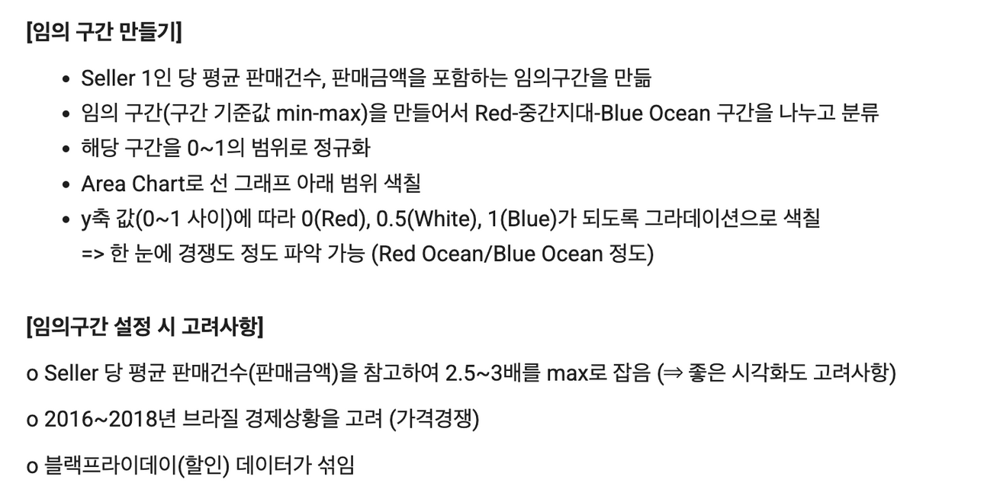 [임의 구간 만들기]
• Seller 1인 당 평균 판매건수, 판매금액을 포함하는 임의구간을 만듦
• 임의 구간(구간 기준값 min-max)을 만들어서 Red-중간지대-Blue Ocean 구간을 나누고 분류
• 해당 구간을 0~1의 범위로 정규화
• Area Chart로 선 그래프 아래 범위 색칠
• y축 값(0~1 사이)에 따라 0(Red), 0.5(White), 1(Blue)가 되도록 그라데이션으로 색칠
=> 한 눈에 경쟁도 정도 파악 가능 (Red Ocean/Blue Ocean 정도)
[임의구간 설정 시 고려사항]
o Seller 당 평균 판매건수(판매금액)을 참고하여 2.5~3배를 max로 잡음 (⇒ 좋은 시각화도 고려사항)
o 2016~2018년 브라질 경제상황을 고려 (가격경쟁)
o 블랙프라이데이(할인) 데이터가 섞임